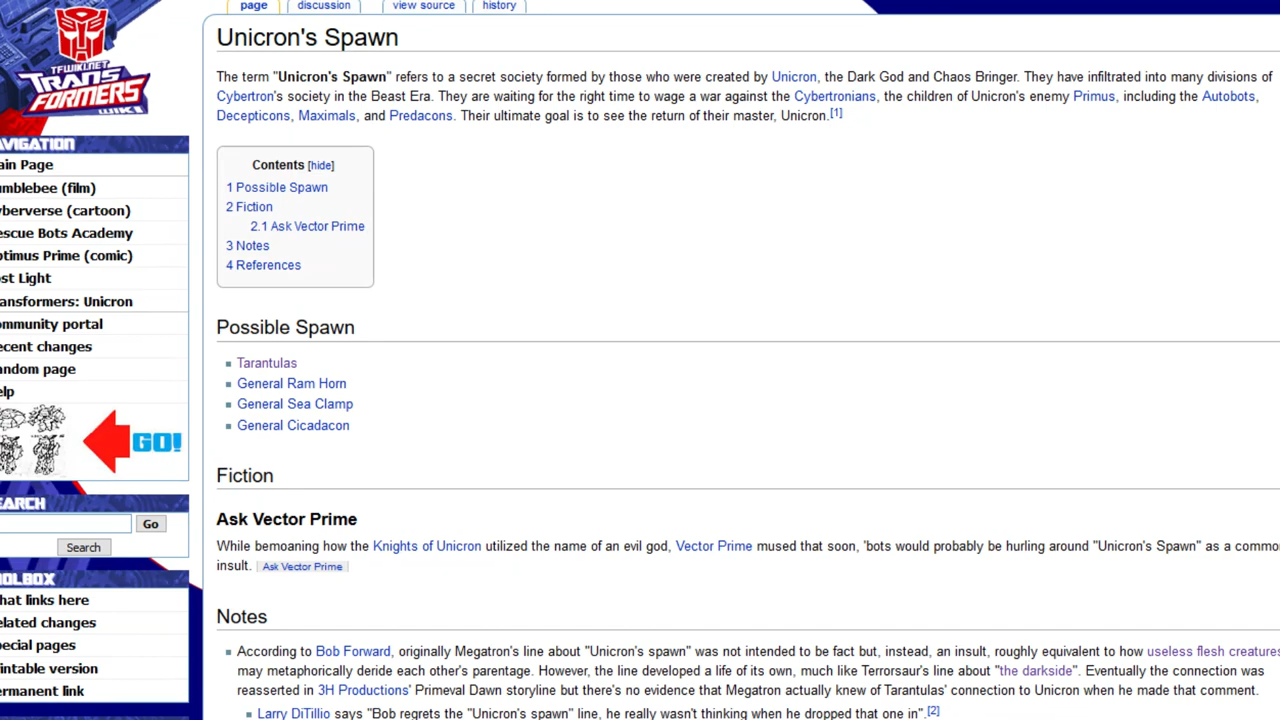 page
discussion
view source
history
TFWIKI.NET
TRANSFORMERS
WIKI
AVIGATION
ain Page
umblebee (film)
yberverse (cartoon)
escue Bots Academy
ptimus Prime (comic)
st Light
ansformers: Unicron
ommunity portal
ecent changes
andom page
elp
GO!
EARCH
Go
Search
OOLBOX
hat links here
elated changes
pecial pages
rintable version
ermanent link
Unicron's Spawn
The term "Unicron's Spawn" refers to a secret society formed by those who were created by Unicron, the Dark God and Chaos Bringer. They have infiltrated into many divisions of
Cybertron's society in the Beast Era. They are waiting for the right time to wage a war against the Cybertronians, the children of Unicron's enemy Primus, including the Autobots,
Decepticons, Maximals, and Predacons. Their ultimate goal is to see the return of their master, Unicron.[1]
Contents [hide]
1 Possible Spawn
2 Fiction
2.1 Ask Vector Prime
3 Notes
4 References
Possible Spawn
Tarantulas
General Ram Horn
General Sea Clamp
General Cicadacon
Fiction
Ask Vector Prime
While bemoaning how the Knights of Unicron utilized the name of an evil god, Vector Prime mused that soon, 'bots would probably be hurling around "Unicron's Spawn" as a commo
insult. Ask Vector Prime
Notes
According to Bob Forward, originally Megatron's line about "Unicron's spawn" was not intended to be fact but, instead, an insult, roughly equivalent to how useless flesh creatures
may metaphorically deride each other's parentage. However, the line developed a life of its own, much like Terrorsaur's line about "the darkside". Eventually the connection was
reasserted in 3H Productions' Primeval Dawn storyline but there's no evidence that Megatron actually knew of Tarantulas' connection to Unicron when he made that comment.
Larry DiTillio says "Bob regrets the "Unicron's spawn" line, he really wasn't thinking when he dropped that one in".[2]